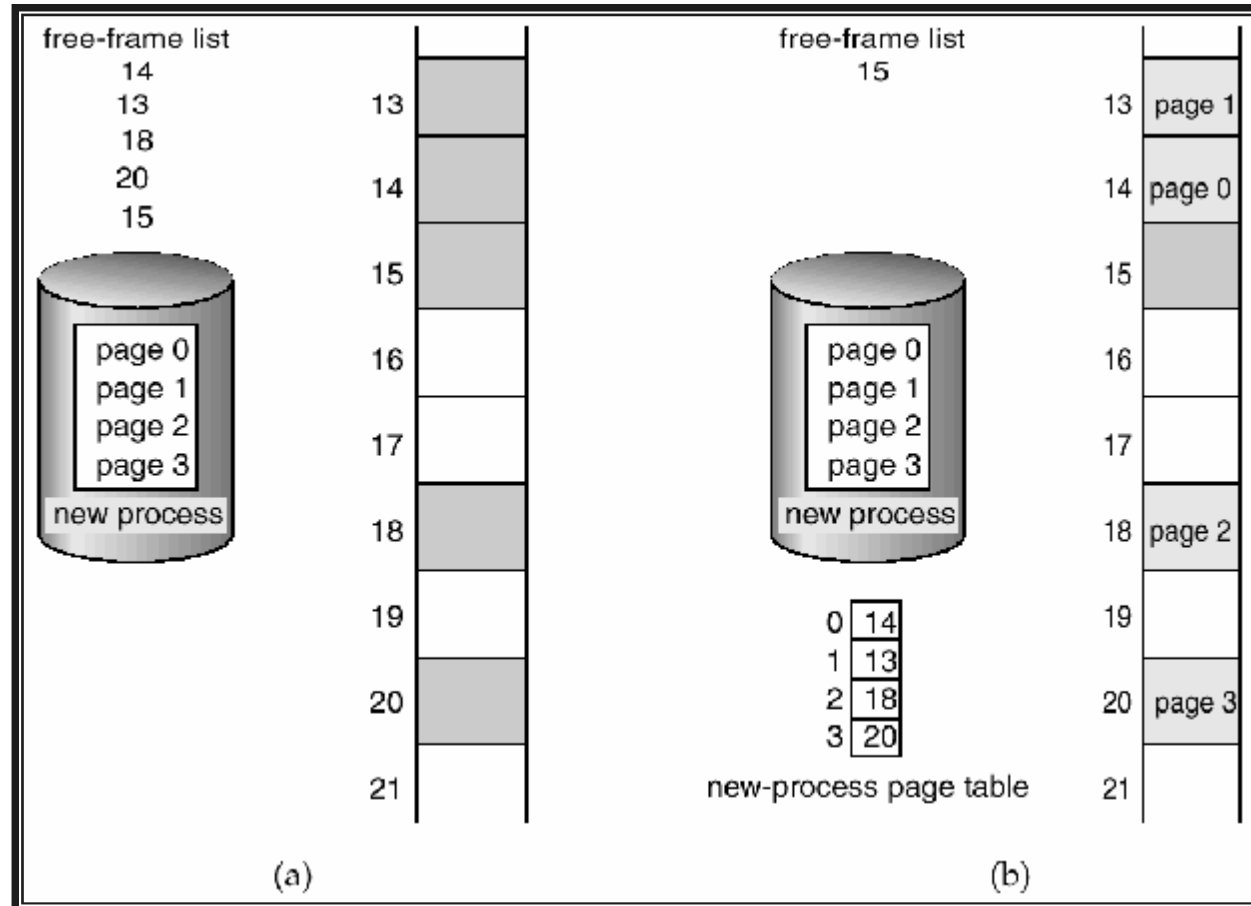 free-frame list
14
13
18
20
15
page 0
page 1
page 2
page 3
new process
13
14
15
16
17
18
19
20
21
(a)
free-frame list
15
page 0
page 1
page 2
page 3
new process
0 14
1 13
2 18
3 20
new-process page table
13 page 1
14 page 0
15
16
17
18 page 2
19
20 page 3
21
(b)